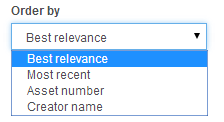 Order by
Best relevance
Best relevance
Most recent
Asset number
Creator name